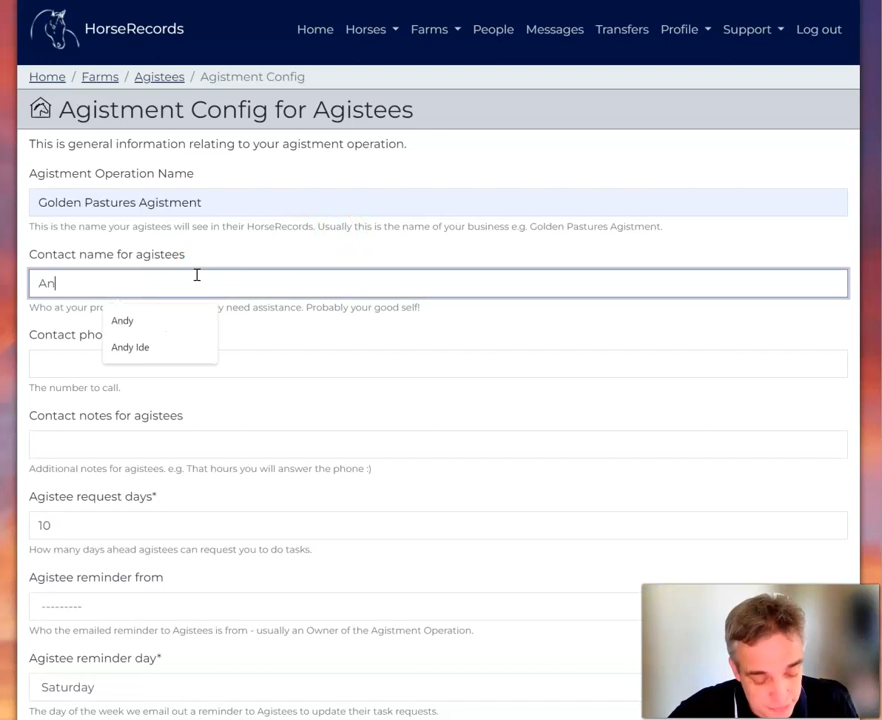 HorseRecords
Home Horses Farms People Messages Transfers Profile Support Log out
Home / Farms / Agistees / Agistment Config
Agistment Config for Agistees
This is general information relating to your agistment operation.
Agistment Operation Name
Golden Pastures Agistment
This is the name your agistees will see in their HorseRecords. Usually this is the name of your business e.g. Golden Pastures Agistment.
Contact name for agistees
An
Who at your pr y need assistance. Probably your good self!
Andy
Contact pho
Andy Ide
The number to call.
Contact notes for agistees
Additional notes for agistees. e.g. That hours you will answer the phone :)
Agistee request days*
10
How many days ahead agistees can request you to do tasks.
Agistee reminder from
---------
Who the emailed reminder to Agistees is from - usually an Owner of the Agistment Operation.
Agistee reminder day*
Saturday
The day of the week we email out a reminder to Agistees to update their task requests.